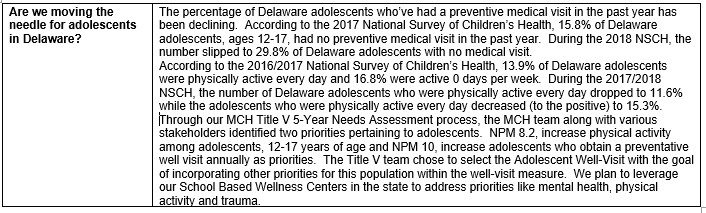 Are we moving the
needle for adolescents
in Delaware?
The percentage of Delaware adolescents who've had a preventive medical visit in the past year has
been declining. According to the 2017 National Survey of Children's Health, 15.8% of Delaware
adolescents, ages 12-17, had no preventive medical visit in the past year. During the 2018 NSCH, the
number slipped to 29.8% of Delaware adolescents with no medical visit.
According to the 2016/2017 National Survey of Children's Health, 13.9% of Delaware adolescents
were physically active every day and 16.8% were active 0 days per week. During the 2017/2018
NSCH, the number of Delaware adolescents who were physically active every day dropped to 11.6%
while the adolescents who were physically active every day decreased (to the positive) to 15.3%.
Through our MCH Title V 5-Year Needs Assessment process, the MCH team along with various
stakeholders identified two priorities pertaining to adolescents. NPM 8.2, increase physical activity
among adolescents, 12-17 years of age and NPM 10, increase adolescents who obtain a preventative
well visit annually as priorities. The Title V team chose to select the Adolescent Well-Visit with the goal
of incorporating other priorities for this population within the well-visit measure. We plan to leverage
our School Based Wellness Centers in the state to address priorities like mental health, physical
activity and trauma.